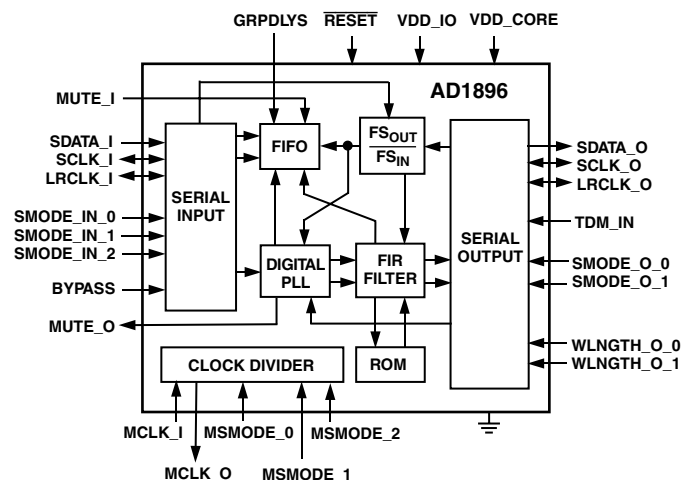 GRPDLYS
RESET
VDD_IO
VDD_CORE
AD1896
MUTE_I
SDATA_I
SCLK_I
LRCLK_I
SMODE_IN_0
SMODE_IN_1
SMODE_IN_2
BYPASS
MUTE_O
SERIAL
INPUT
FIFO
FSOUT
FSIN
DIGITAL
PLL
FIR
FILTER
ROM
CLOCK DIVIDER
SERIAL
OUTPUT
SDATA_O
SCLK_O
LRCLK_O
TDM_IN
SMODE_O_0
SMODE_O_1
WLNGTH_O_0
WLNGTH_O_1
MCLK_I
MSMODE_0
MSMODE_2
MCLK_O
MSMODE_1